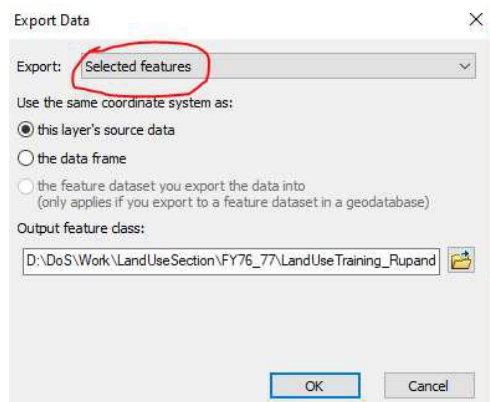 Export Data
Export: Selected features
Use the same coordinate system as:
this layer's source data
the data frame
the feature dataset you export the data into
(only applies if you export to a feature dataset in a geodatabase)
Output feature class:
D:\DoS\Work\LandUseSection\FY76_77\LandUseTraining_Rupand
OK Cancel